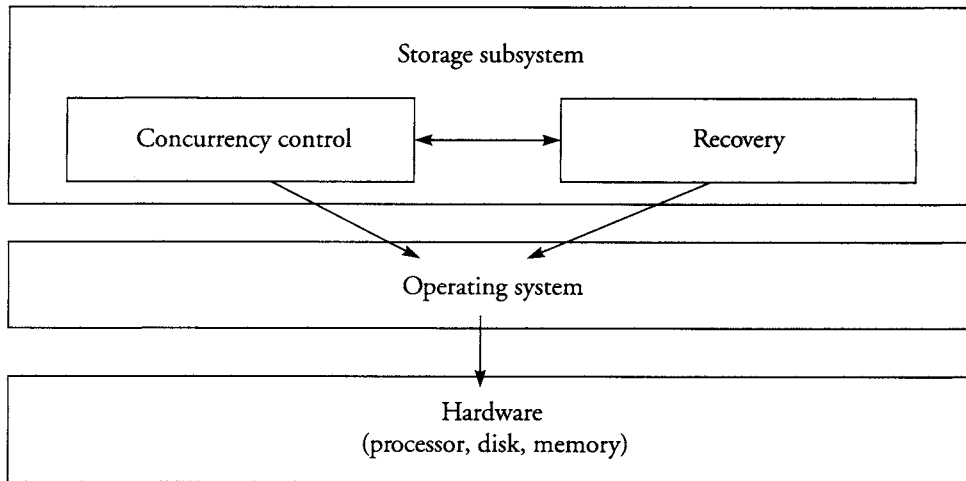 Storage subsystem
Concurrency control
Recovery
Operating system
Hardware
(processor, disk, memory)